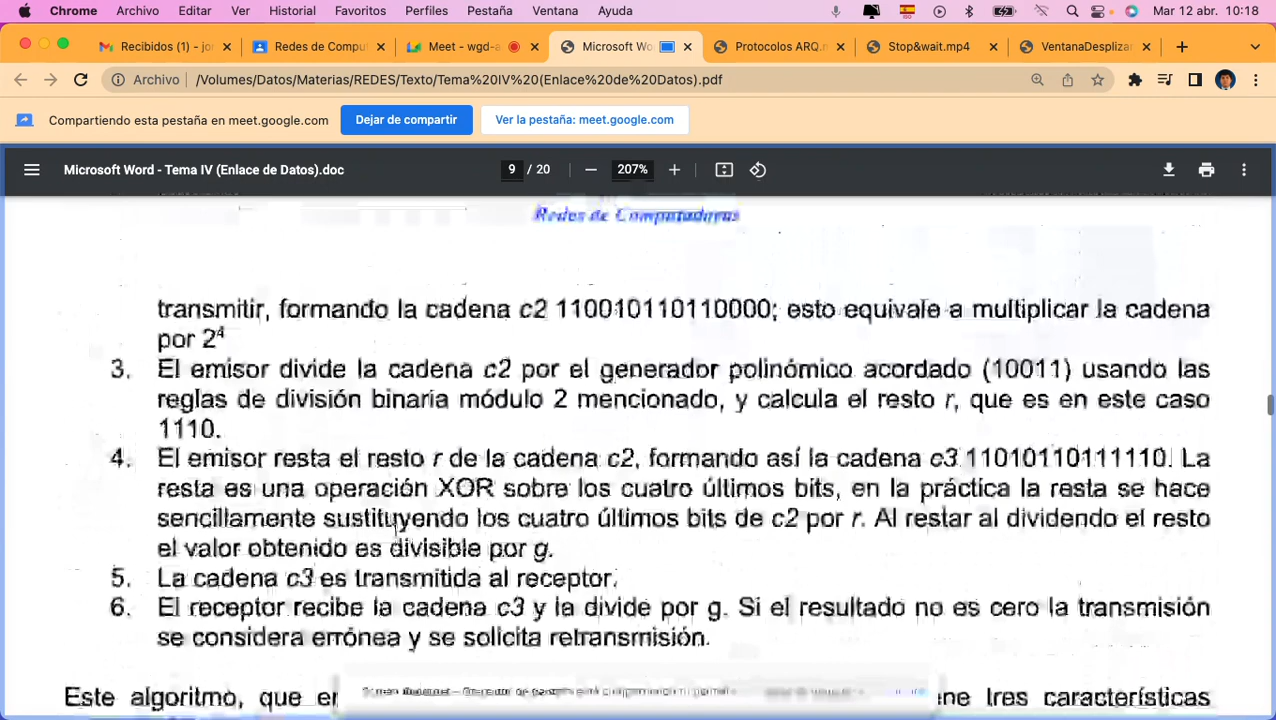 Chrome Archivo Editar Ver Historial Favoritos Perfiles Pestaña Ventana Ayuda Mar 12 abr. 10:18
Recibidos (1) - jo Redes de Compu Meet - wgd-a Microsoft Wo Protocolos ARQ.r Stop&wait.mp4 VentanaDesplizar
Archivo /Volumes/Datos/Materias/REDES/Texto/Tema%20IV%20(Enlace%20de%20Datos).pdf
Compartiendo esta pestaña en meet.google.com Dejar de compartir Ver la pestaña: meet.google.com
Microsoft Word - Tema IV (Enlace de Datos).doc 9 / 20 207%
Redes de Computadoras
transmitir, formando la cadena c2 110010110110000; esto equivale a multiplicar la cadena
por 2⁴
3. El emisor divide la cadena c2 por el generador polinómico acordado (10011) usando las
reglas de división binaria módulo 2 mencionado, y calcula el resto r, que es en este caso
1110.
4. El emisor resta el resto r de la cadena c2, formando así la cadena c3 11010110111110. La
resta es una operación XOR sobre los cuatro últimos bits, en la práctica la resta se hace
sencillamente sustituyendo los cuatro últimos bits de c2 por r. Al restar al dividendo el resto
el valor obtenido es divisible por g.
5. La cadena c3 es transmitida al receptor.
6. El receptor recibe la cadena c3 y la divide por g. Si el resultado no es cero la transmisión
se considera errónea y se solicita retransmisión.
Este algoritmo, que er ne tres características